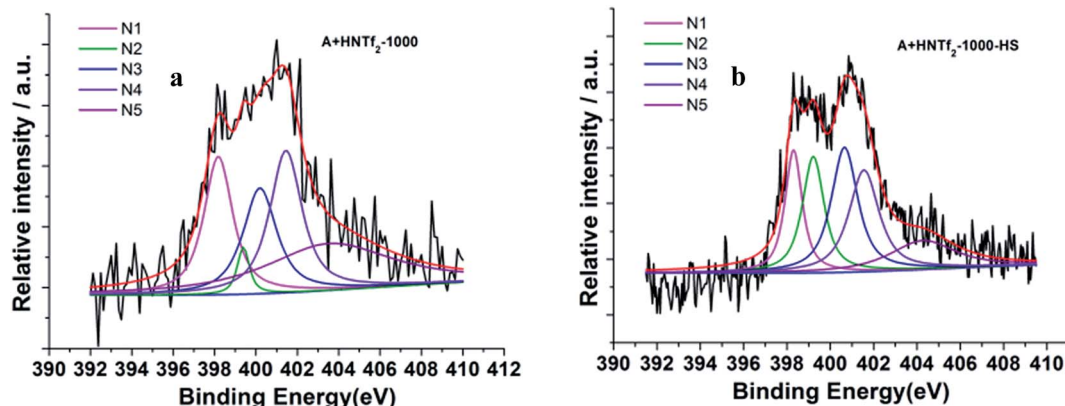 Relative intensity / a.u.
N1
N2
N3
N4
N5
a
A+HNTf₂-1000
390 392 394 396 398 400 402 404 406 408 410 412
Binding Energy(eV)
Relative intensity / a.u.
N1
N2
N3
N4
N5
b
A+HNTf₂-1000-HS
390 392 394 396 398 400 402 404 406 408 410
Binding Energy(eV)